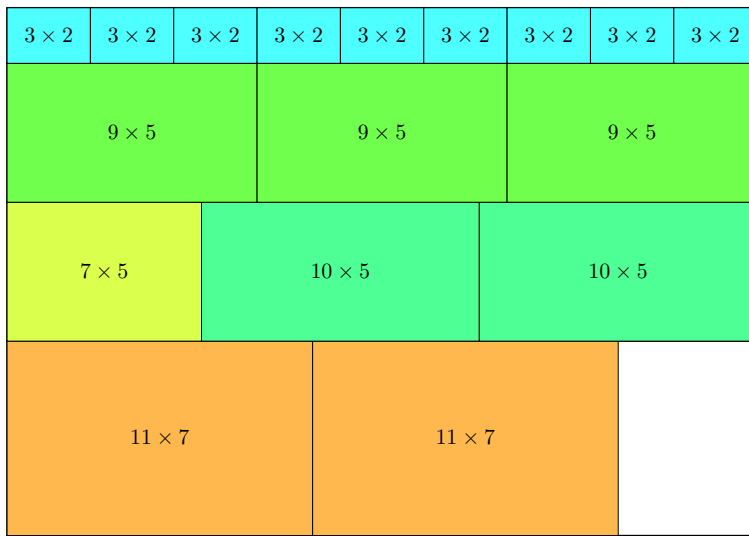 3 × 2 3 × 2 3 × 2 3 × 2 3 × 2 3 × 2 3 × 2 3 × 2 3 × 2
9 × 5 9 × 5 9 × 5
7 × 5 10 × 5 10 × 5
11 × 7 11 × 7